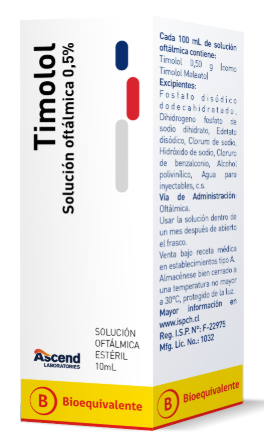 Timolol
Solución oftálmica 0,5%
SOLUCIÓN
OFTÁLMICA
ESTÉRIL
10mL
Ascend
LABORATORIES
B Bioequivalente
Cada 100 mL de solución
oftálmica contiene:
Timolol 0,50 g (como
Timolol Maleato)
Excipientes:
Fosfato disódico
dodecahidratado,
Dihidrogeno fosfato de
sodio dihidrato, Edetato
disódico, Cloruro de sodio,
Hidróxido de sodio, Cloruro
de benzalconio, Alcohol
polivinílico, Agua para
inyectables, c.s.
Vía de Administración:
Oftálmica.
Usar la solución dentro de
un mes después de abierto
el frasco.
Venta bajo receta médica
en establecimientos tipo A.
Almacénese bien cerrado a
una temperatura no mayor
a 30°C, protegido de la luz.
Mayor información en
www.ispch.cl
Reg. I.S.P. N°: F-22975
Mfg. Lic. No.: 1032
B Bioequivalente